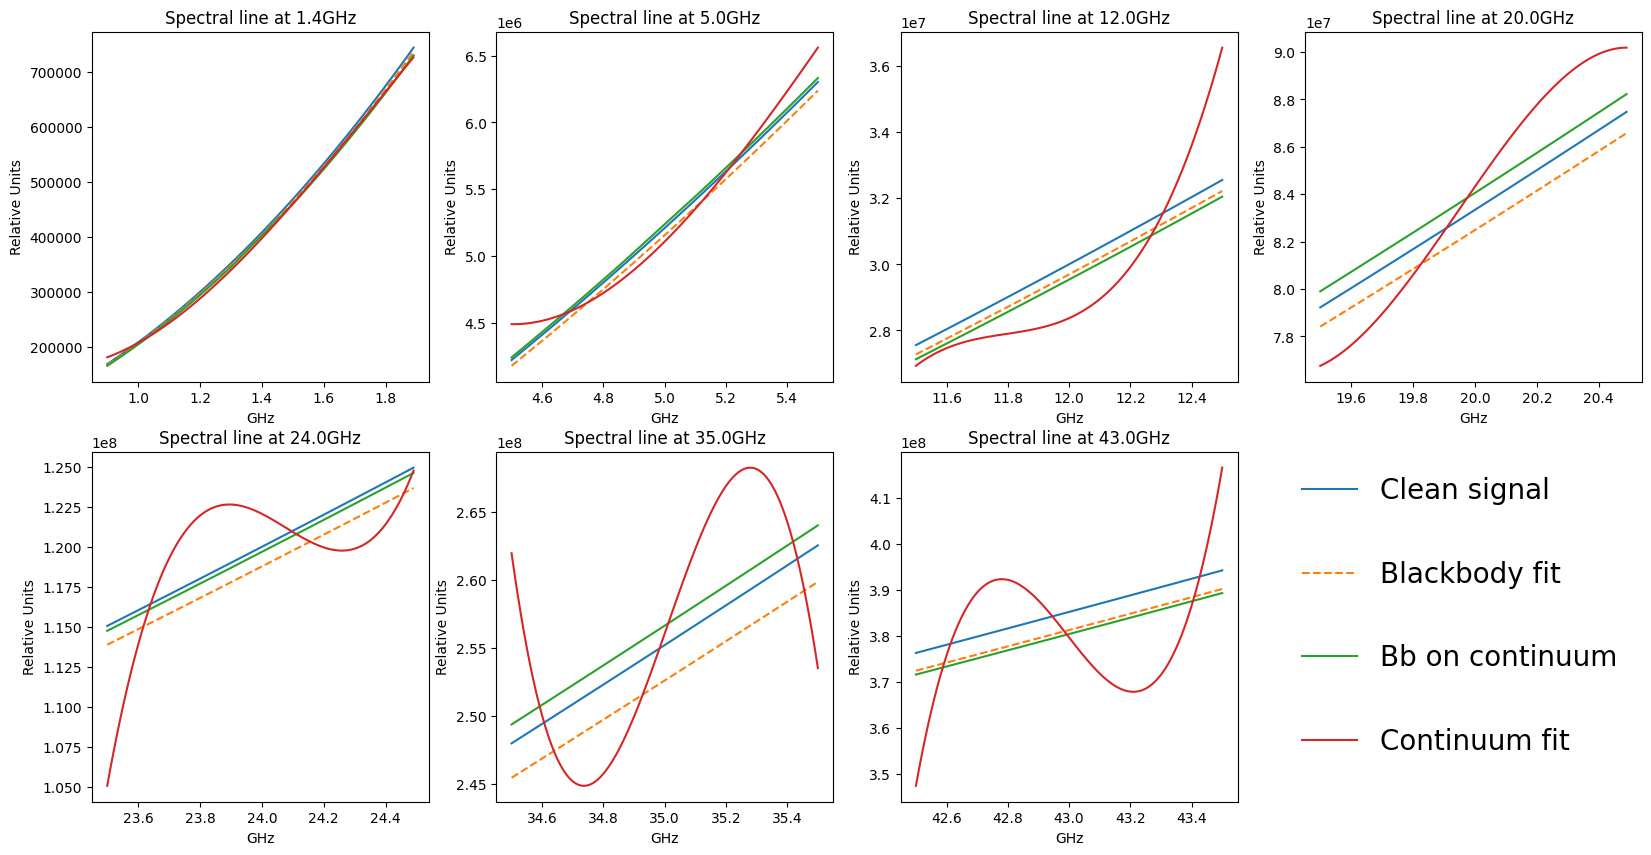 Spectral line at 1.4GHz
Relative Units
700000
600000
500000
400000
300000
200000
1.0 1.2 1.4 1.6 1.8
GHz
Spectral line at 5.0GHz
1e6
Relative Units
6.5
6.0
5.5
5.0
4.5
4.6 4.8 5.0 5.2 5.4
GHz
Spectral line at 12.0GHz
1e7
Relative Units
3.6
3.4
3.2
3.0
2.8
11.6 11.8 12.0 12.2 12.4
GHz
Spectral line at 20.0GHz
1e7
Relative Units
9.0
8.8
8.6
8.4
8.2
8.0
7.8
19.6 19.8 20.0 20.2 20.4
GHz
Spectral line at 24.0GHz
1e8
Relative Units
1.250
1.225
1.200
1.175
1.150
1.125
1.100
1.075
1.050
23.6 23.8 24.0 24.2 24.4
GHz
Spectral line at 35.0GHz
1e8
Relative Units
2.65
2.60
2.55
2.50
2.45
34.6 34.8 35.0 35.2 35.4
GHz
Spectral line at 43.0GHz
1e8
Relative Units
4.1
4.0
3.9
3.8
3.7
3.6
3.5
42.6 42.8 43.0 43.2 43.4
GHz
Clean signal
Blackbody fit
Bb on continuum
Continuum fit